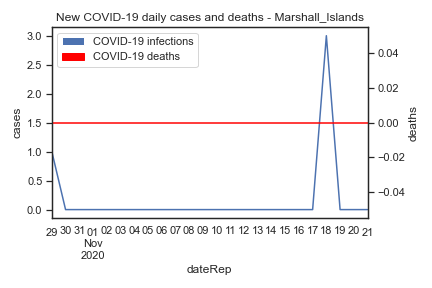 New COVID-19 daily cases and deaths - Marshall_Islands
COVID-19 infections
COVID-19 deaths
cases
3.0
2.5
2.0
1.5
1.0
0.5
0.0
deaths
0.04
0.02
0.00
−0.02
−0.04
29 30 31 01 02 03 04 05 06 07 08 09 10 11 12 13 14 15 16 17 18 19 20 21
Nov
2020
dateRep